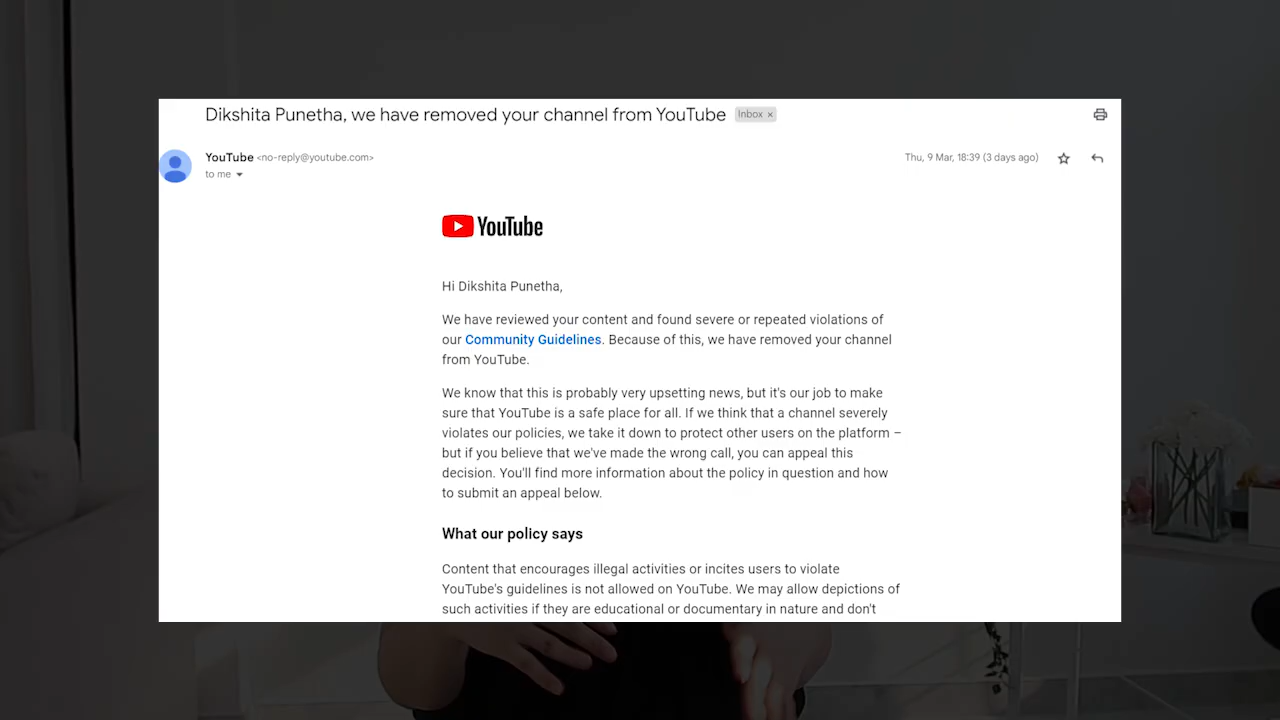 Dikshita Punetha, we have removed your channel from YouTube Inbox ×
YouTube <no-reply@youtube.com> Thu, 9 Mar, 18:39 (3 days ago)
to me
YouTube
Hi Dikshita Punetha,
We have reviewed your content and found severe or repeated violations of
our Community Guidelines. Because of this, we have removed your channel
from YouTube.
We know that this is probably very upsetting news, but it's our job to make
sure that YouTube is a safe place for all. If we think that a channel severely
violates our policies, we take it down to protect other users on the platform –
but if you believe that we've made the wrong call, you can appeal this
decision. You'll find more information about the policy in question and how
to submit an appeal below.
What our policy says
Content that encourages illegal activities or incites users to violate
YouTube's guidelines is not allowed on YouTube. We may allow depictions of
such activities if they are educational or documentary in nature and don't